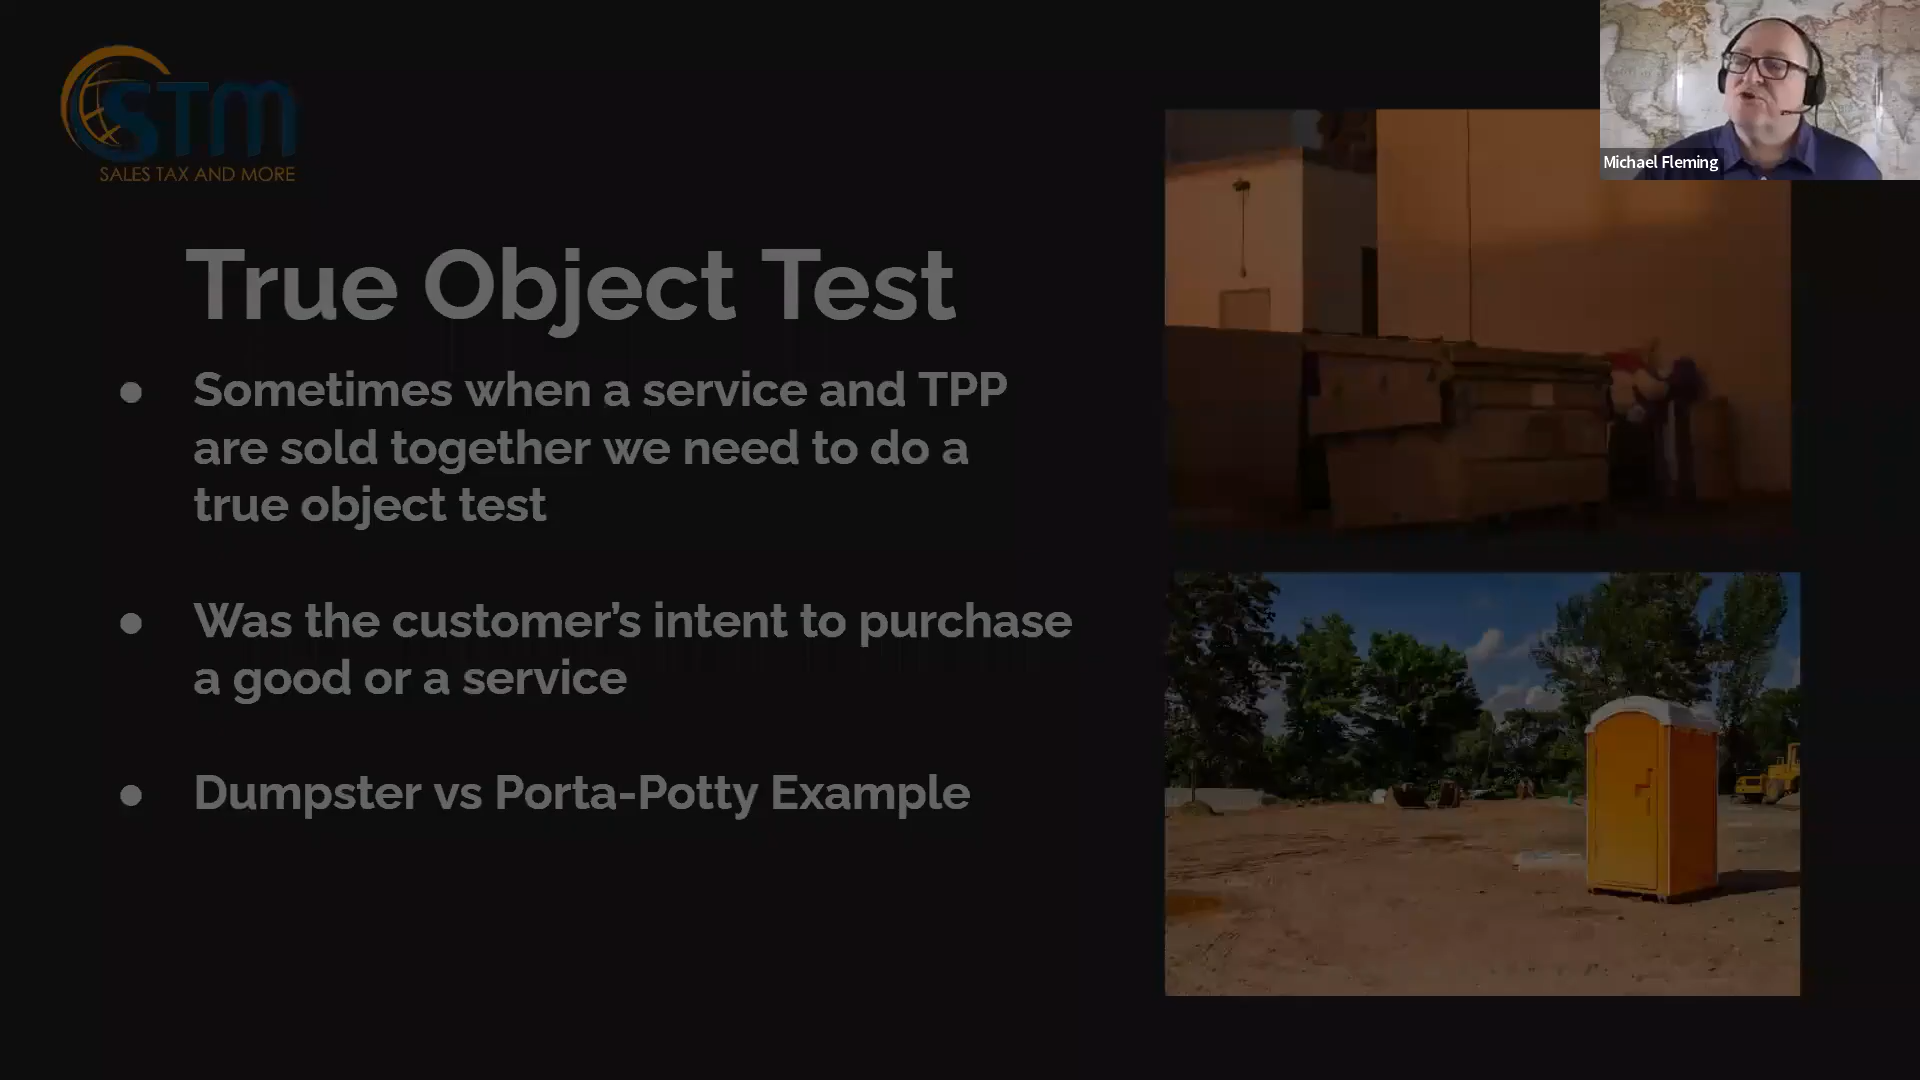 STM
SALES TAX AND MORE
Michael Fleming
True Object Test
● Sometimes when a service and TPP
are sold together we need to do a
true object test
● Was the customer’s intent to purchase
a good or a service
● Dumpster vs Porta-Potty Example